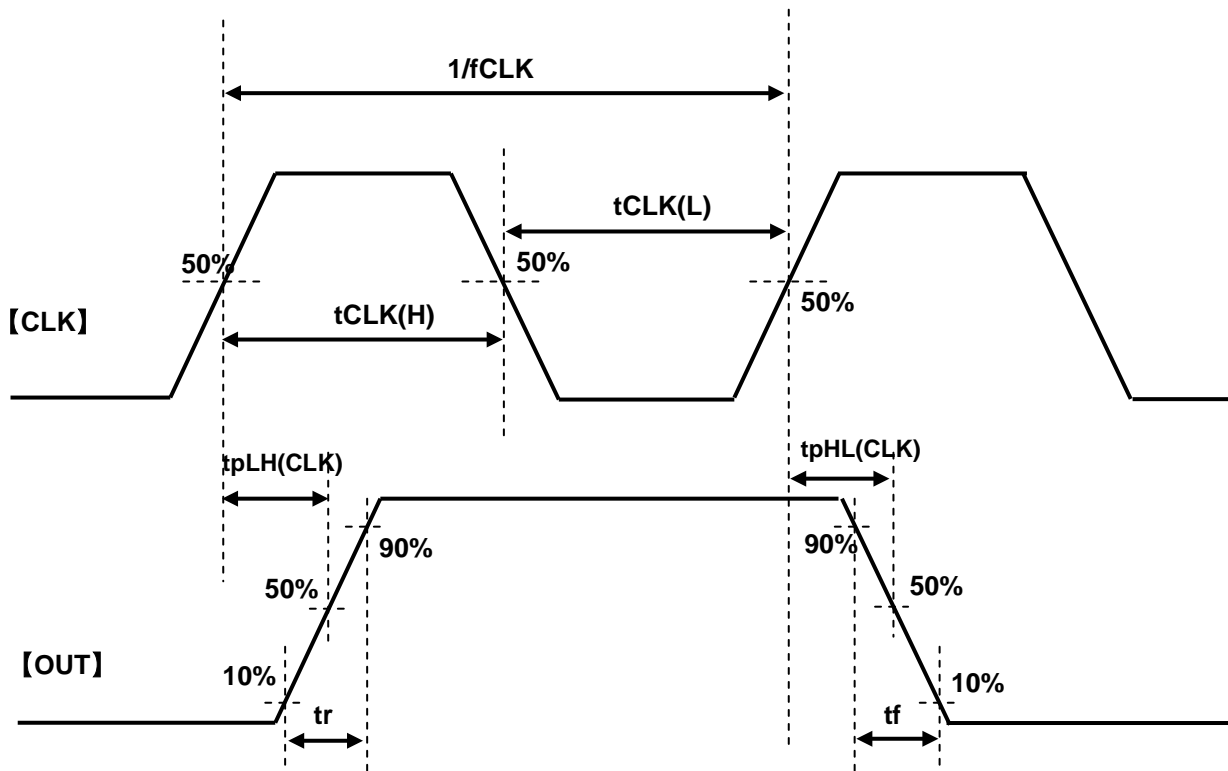 1/fCLK
tCLK(L)
50%
50%
50%
tCLK(H)
【CLK】
tpLH(CLK)
tpHL(CLK)
90%
90%
50%
50%
【OUT】
10%
10%
tr
tf